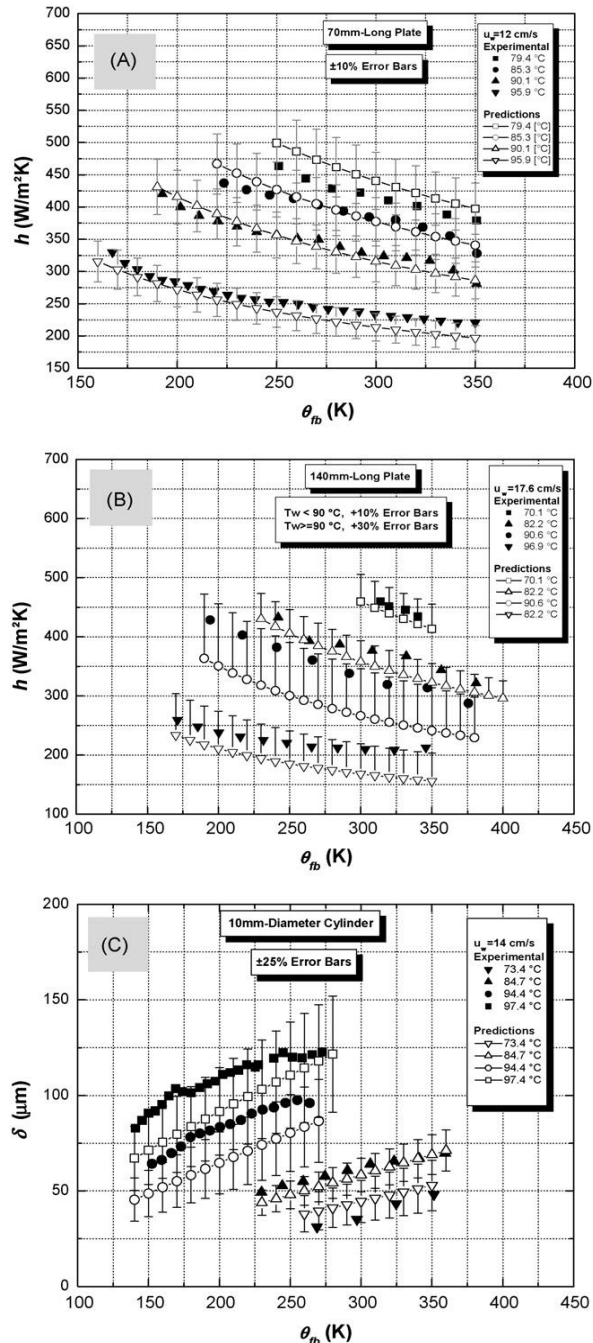 (A)
70mm-Long Plate
±10% Error Bars
u_w=12 cm/s
Experimental
79.4 °C
85.3 °C
90.1 °C
95.9 °C
Predictions
79.4 [°C]
85.3 [°C]
90.1 [°C]
95.9 [°C]
h (W/m²K)
700
650
600
550
500
450
400
350
300
250
200
150
150 200 250 300 350 400
θ_fb (K)
(B)
140mm-Long Plate
Tw < 90 °C, +10% Error Bars
Tw>=90 °C, +30% Error Bars
u_w=17.6 cm/s
Experimental
70.1 °C
82.2 °C
90.6 °C
96.9 °C
Predictions
70.1 °C
82.2 °C
90.6 °C
82.2 °C
h (W/m²K)
700
600
500
400
300
200
100
100 150 200 250 300 350 400 450
θ_fb (K)
(C)
10mm-Diameter Cylinder
±25% Error Bars
u_w=14 cm/s
Experimental
73.4 °C
84.7 °C
94.4 °C
97.4 °C
Predictions
73.4 °C
84.7 °C
94.4 °C
97.4 °C
δ (μm)
200
150
100
50
0
100 150 200 250 300 350 400 450
θ_fb (K)